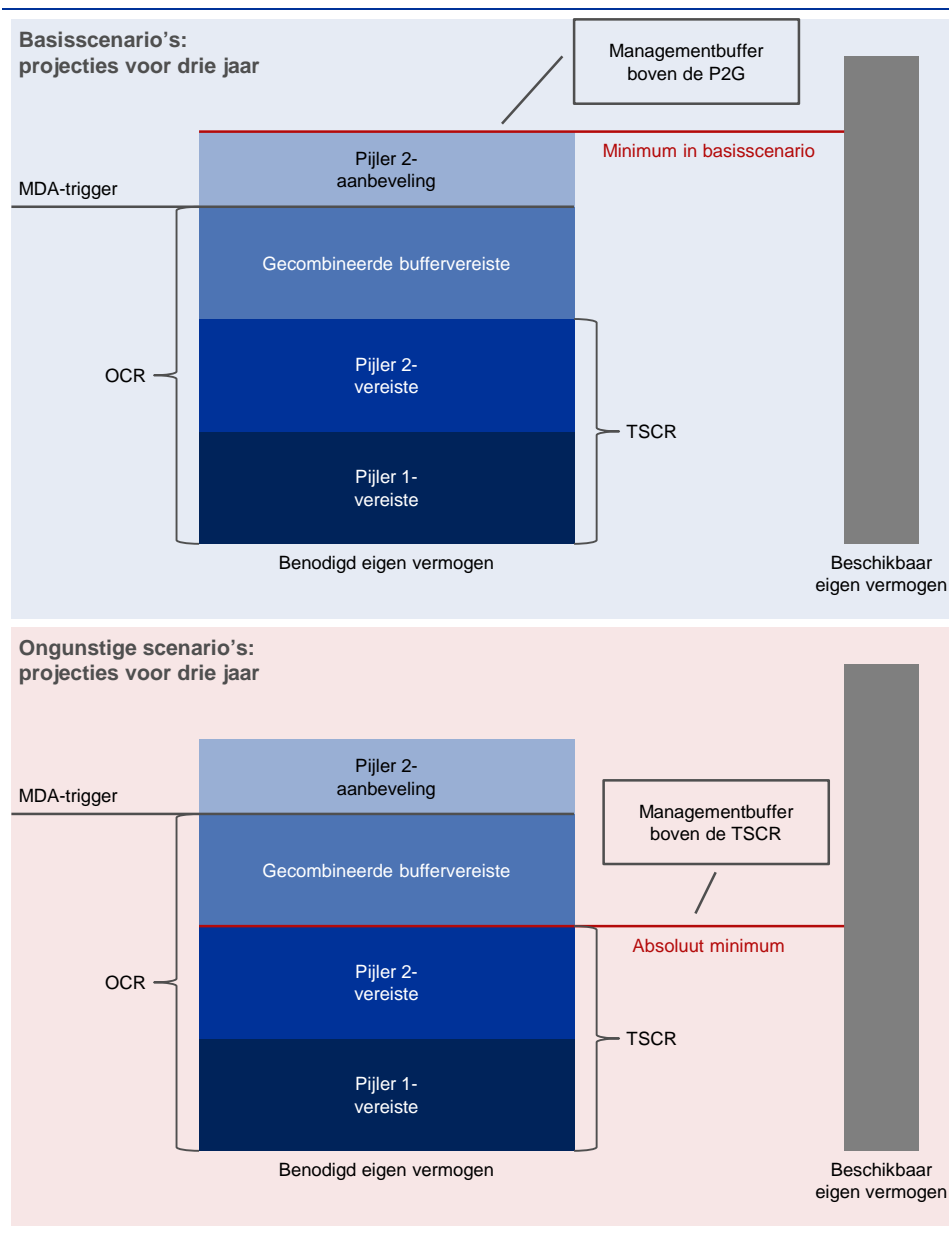 Basisscenario's:
projecties voor drie jaar
Managementbuffer
boven de P2G
Minimum in basisscenario
Pijler 2-
aanbeveling
MDA-trigger
Gecombineerde buffervereiste
Pijler 2-
vereiste
OCR
TSCR
Pijler 1-
vereiste
Benodigd eigen vermogen
Beschikbaar
eigen vermogen
Ongunstige scenario's:
projecties voor drie jaar
Pijler 2-
aanbeveling
MDA-trigger
Managementbuffer
boven de TSCR
Gecombineerde buffervereiste
Absoluut minimum
Pijler 2-
vereiste
OCR
TSCR
Pijler 1-
vereiste
Benodigd eigen vermogen
Beschikbaar
eigen vermogen